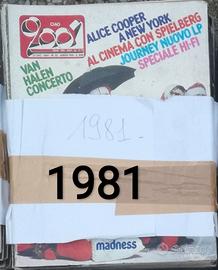 CIAO
2001
ALICE COOPER
A NEW YORK
AL CINEMA CON SPIELBERG
JOURNEY NUOVO LP
SPECIALE HI-FI
VAN
HALEN
CONCERTO
1981.
1981
madness